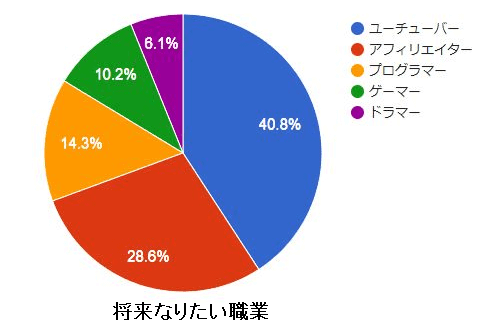 6.1%
10.2%
14.3%
28.6%
40.8%
ユーチューバー
アフィリエイター
プログラマー
ゲーマー
ドラマー
将来なりたい職業